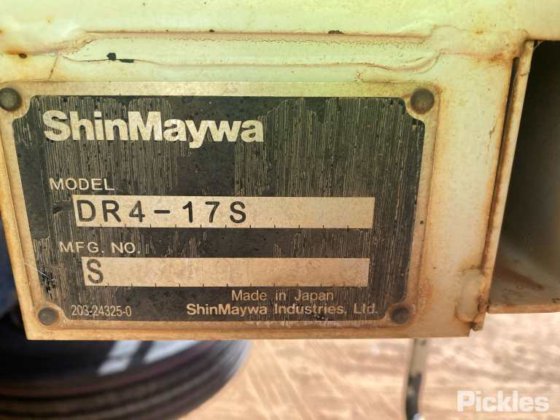 ShinMaywa
MODEL
DR4-17S
MFG. NO.
S
Made in Japan
203-24325-0 ShinMaywa Industries, Ltd.
Pickles